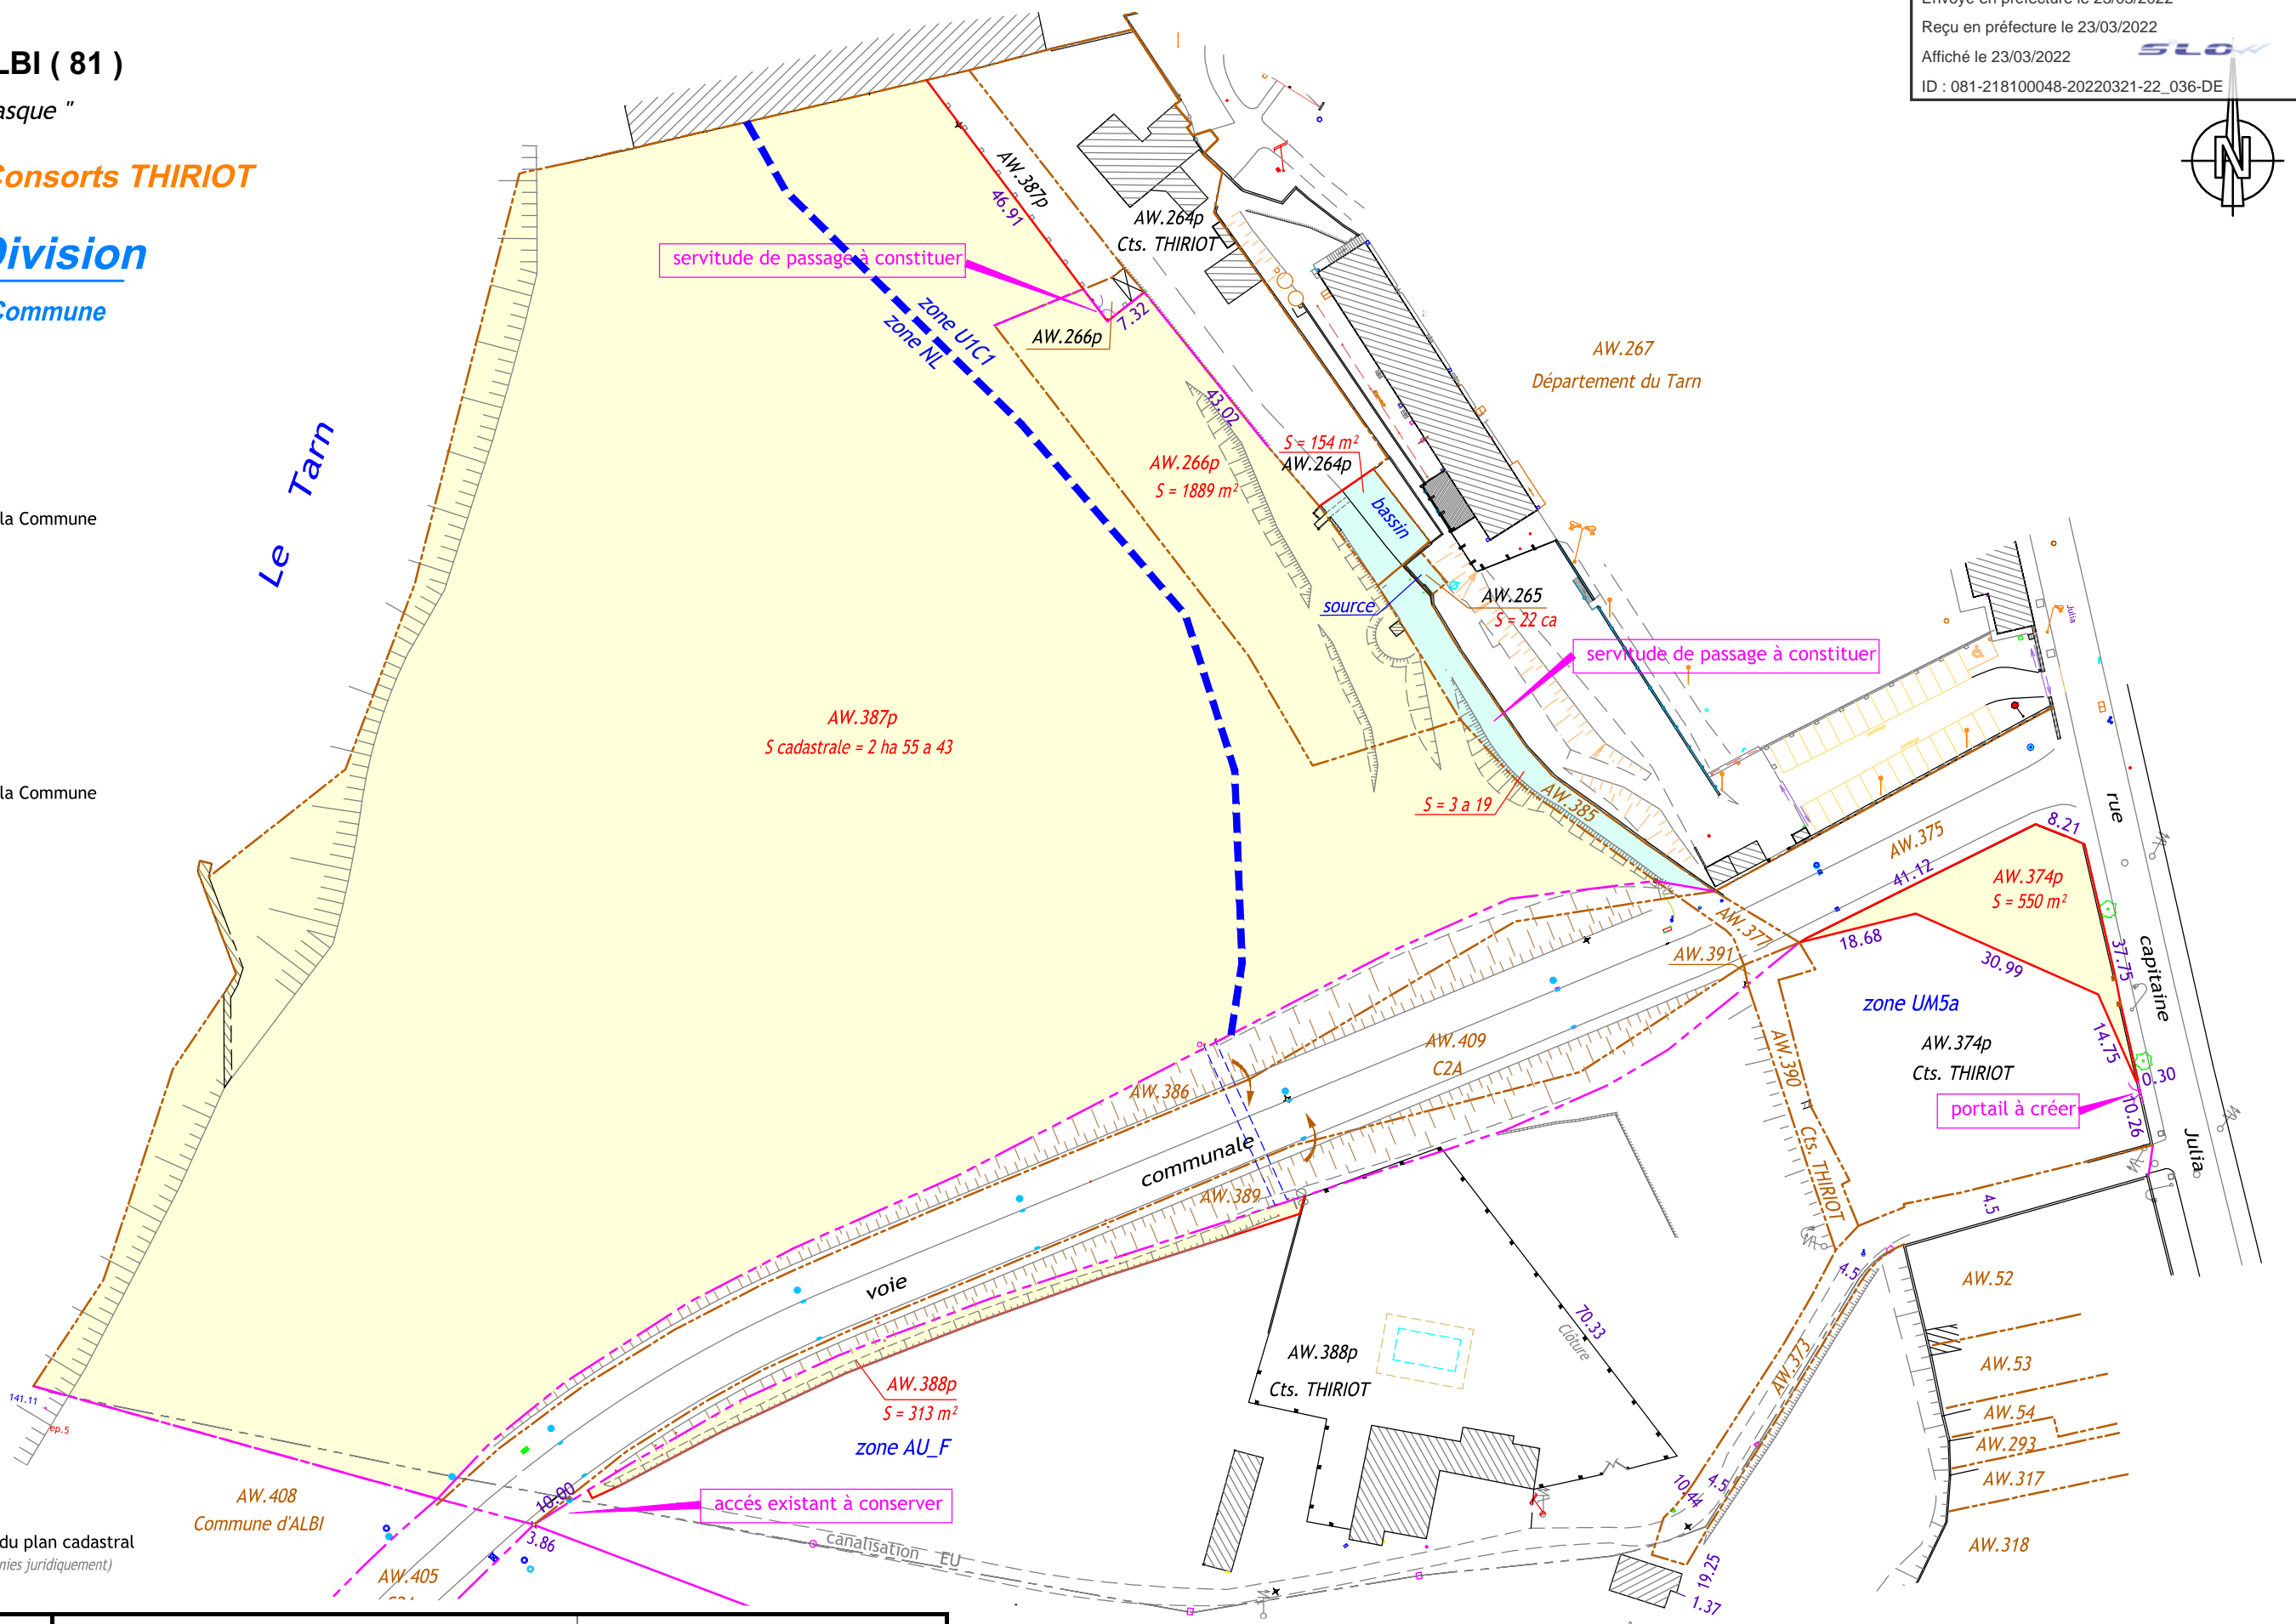 Reçu en préfecture le 23/03/2022
Affiché le 23/03/2022
S²LO
ID : 081-218100048-20220321-22_036-DE
N
LBI ( 81 )
asque "
Consorts THIRIOT
Division
Commune
la Commune
la Commune
du plan cadastral
nies juridiquement)
Le Tarn
AW.387p
46.91
servitude de passage à constituer
AW.264p
Cts. THIRIOT
zone U1C1
zone NL
AW.266p
7.32
43.02
AW.267
Département du Tarn
AW.266p
S = 1889 m²
S = 154 m²
AW.264p
bassin
source
AW.265
S = 22 ca
servitude de passage à constituer
AW.387p
S cadastrale = 2 ha 55 a 43
S = 3 a 19
AW.385
Julia
rue
capitaine
Julia
AW.375
8.21
41.12
AW.374p
S = 550 m²
AW.377
AW.391
18.68
30.99
37.75
zone UM5a
14.75
AW.374p
Cts. THIRIOT
0.30
portail à créer
10.26
AW.390
Cts. THIRIOT
AW.409
C2A
AW.386
communale
AW.389
voie
4.5
4.5
AW.52
AW.53
AW.54
AW.293
AW.317
AW.318
AW.373
70.33
Clôture
AW.388p
Cts. THIRIOT
AW.388p
S = 313 m²
zone AU_F
141.11
ep.5
10.00
accés existant à conserver
3.86
AW.408
Commune d'ALBI
AW.405
canalisation EU
10.44
4.5
19.25
1.37